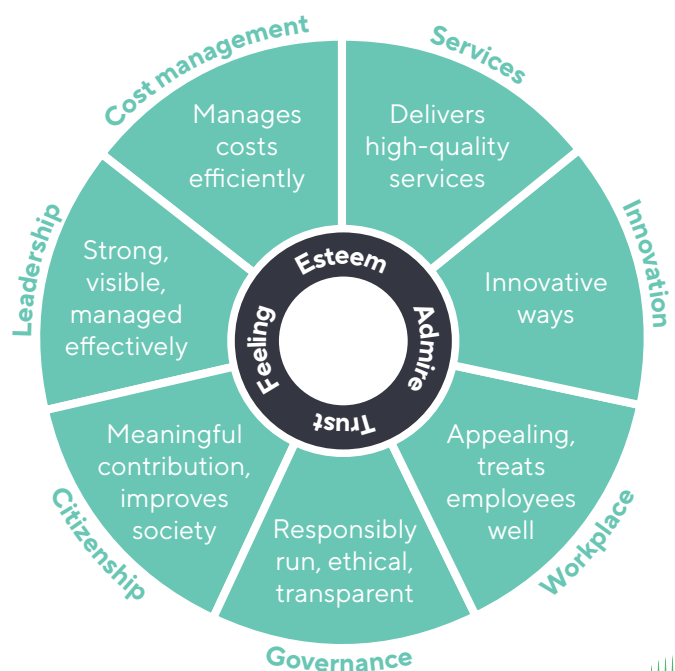 Services
Delivers
high-quality
services
Innovation
Innovative
ways
Workplace
Appealing,
treats
employees
well
Governance
Responsibly
run, ethical,
transparent
Citizenship
Meaningful
contribution,
improves
society
Leadership
Strong,
visible,
managed
effectively
Cost management
Manages
costs
efficiently
Esteem
Admire
Trust
Feeling